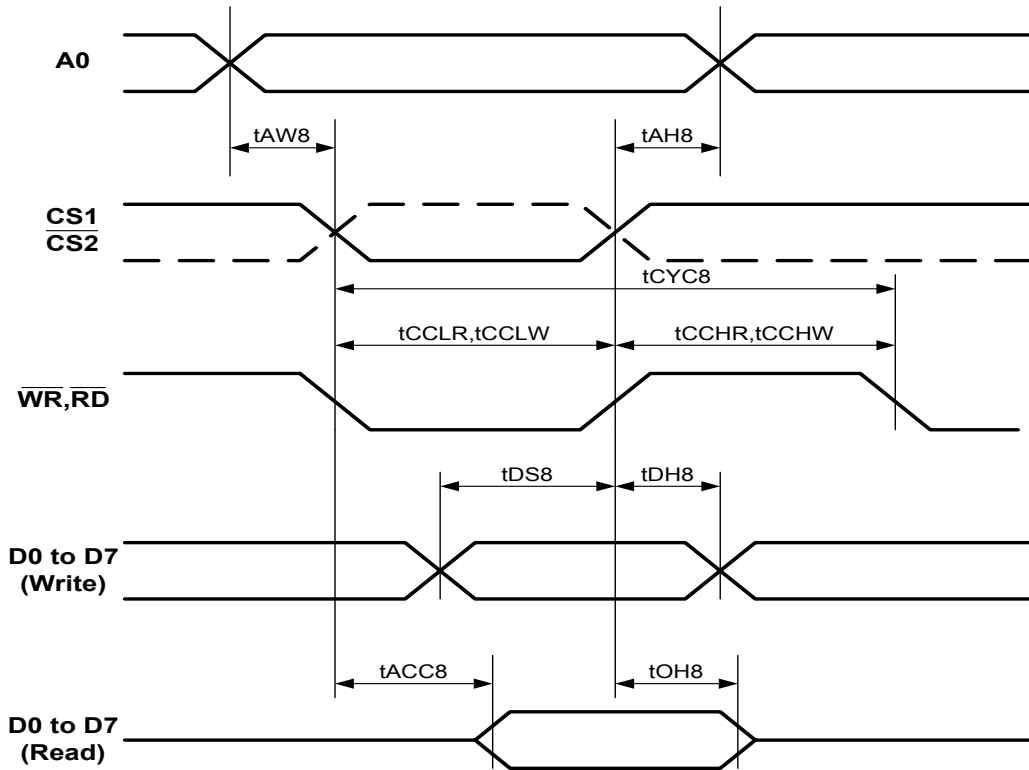 A0
tAW8
tAH8
CS1
CS2
tCYC8
tCCLR,tCCLW
tCCHR,tCCHW
WR,RD
tDS8
tDH8
D0 to D7
(Write)
tACC8
tOH8
D0 to D7
(Read)